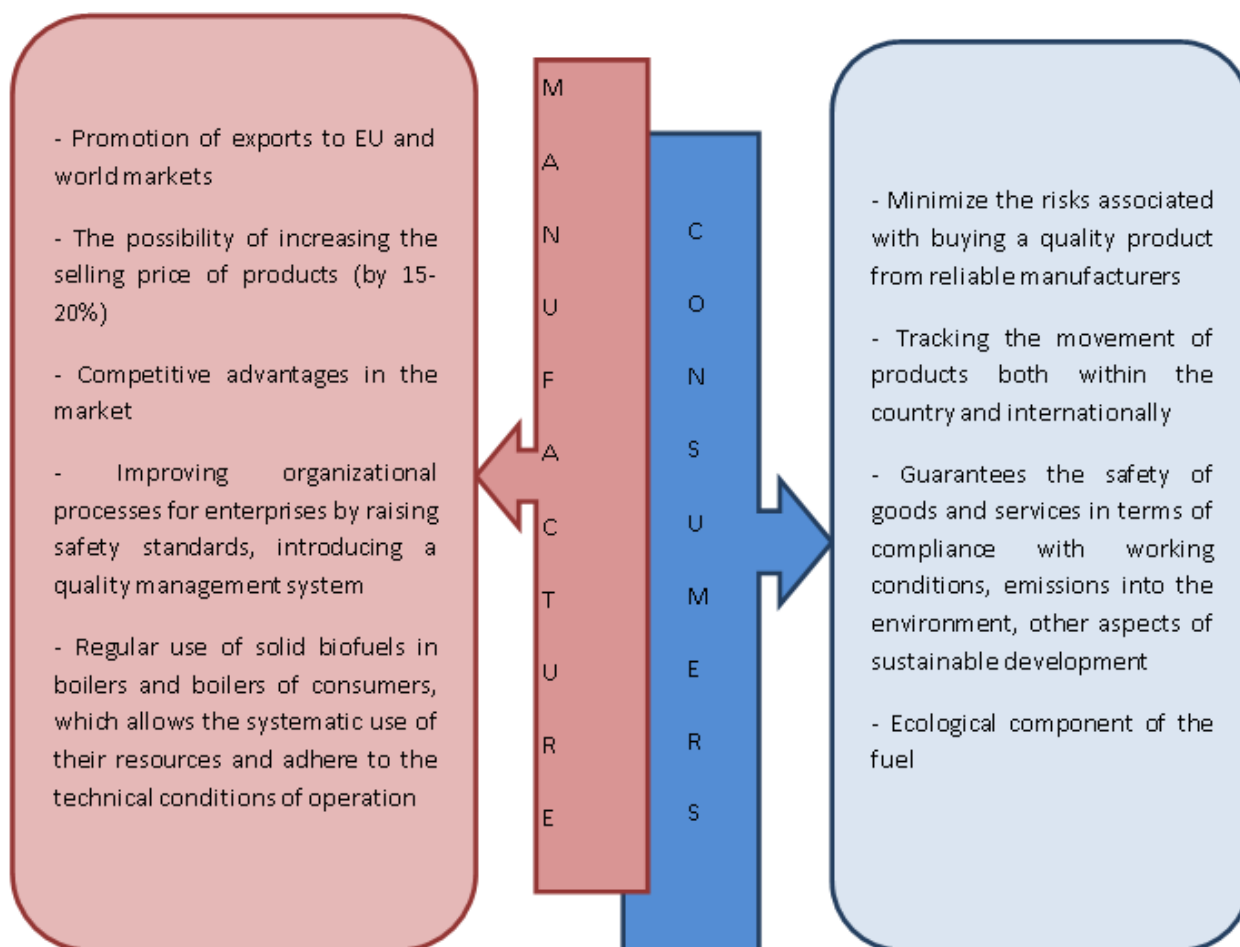 - Promotion of exports to EU and
world markets
- The possibility of increasing the
selling price of products (by 15-
20%)
- Competitive advantages in the
market
- Improving organizational
processes for enterprises by raising
safety standards, introducing a
quality management system
- Regular use of solid biofuels in
boilers and boilers of consumers,
which allows the systematic use of
their resources and adhere to the
technical conditions of operation
M
A
N
U
F
A
C
T
U
R
E
C
O
N
S
U
M
E
R
S
- Minimize the risks associated
with buying a quality product
from reliable manufacturers
- Tracking the movement of
products both within the
country and internationally
- Guarantees the safety of
goods and services in terms of
compliance with working
conditions, emissions into the
environment, other aspects of
sustainable development
- Ecological component of the
fuel